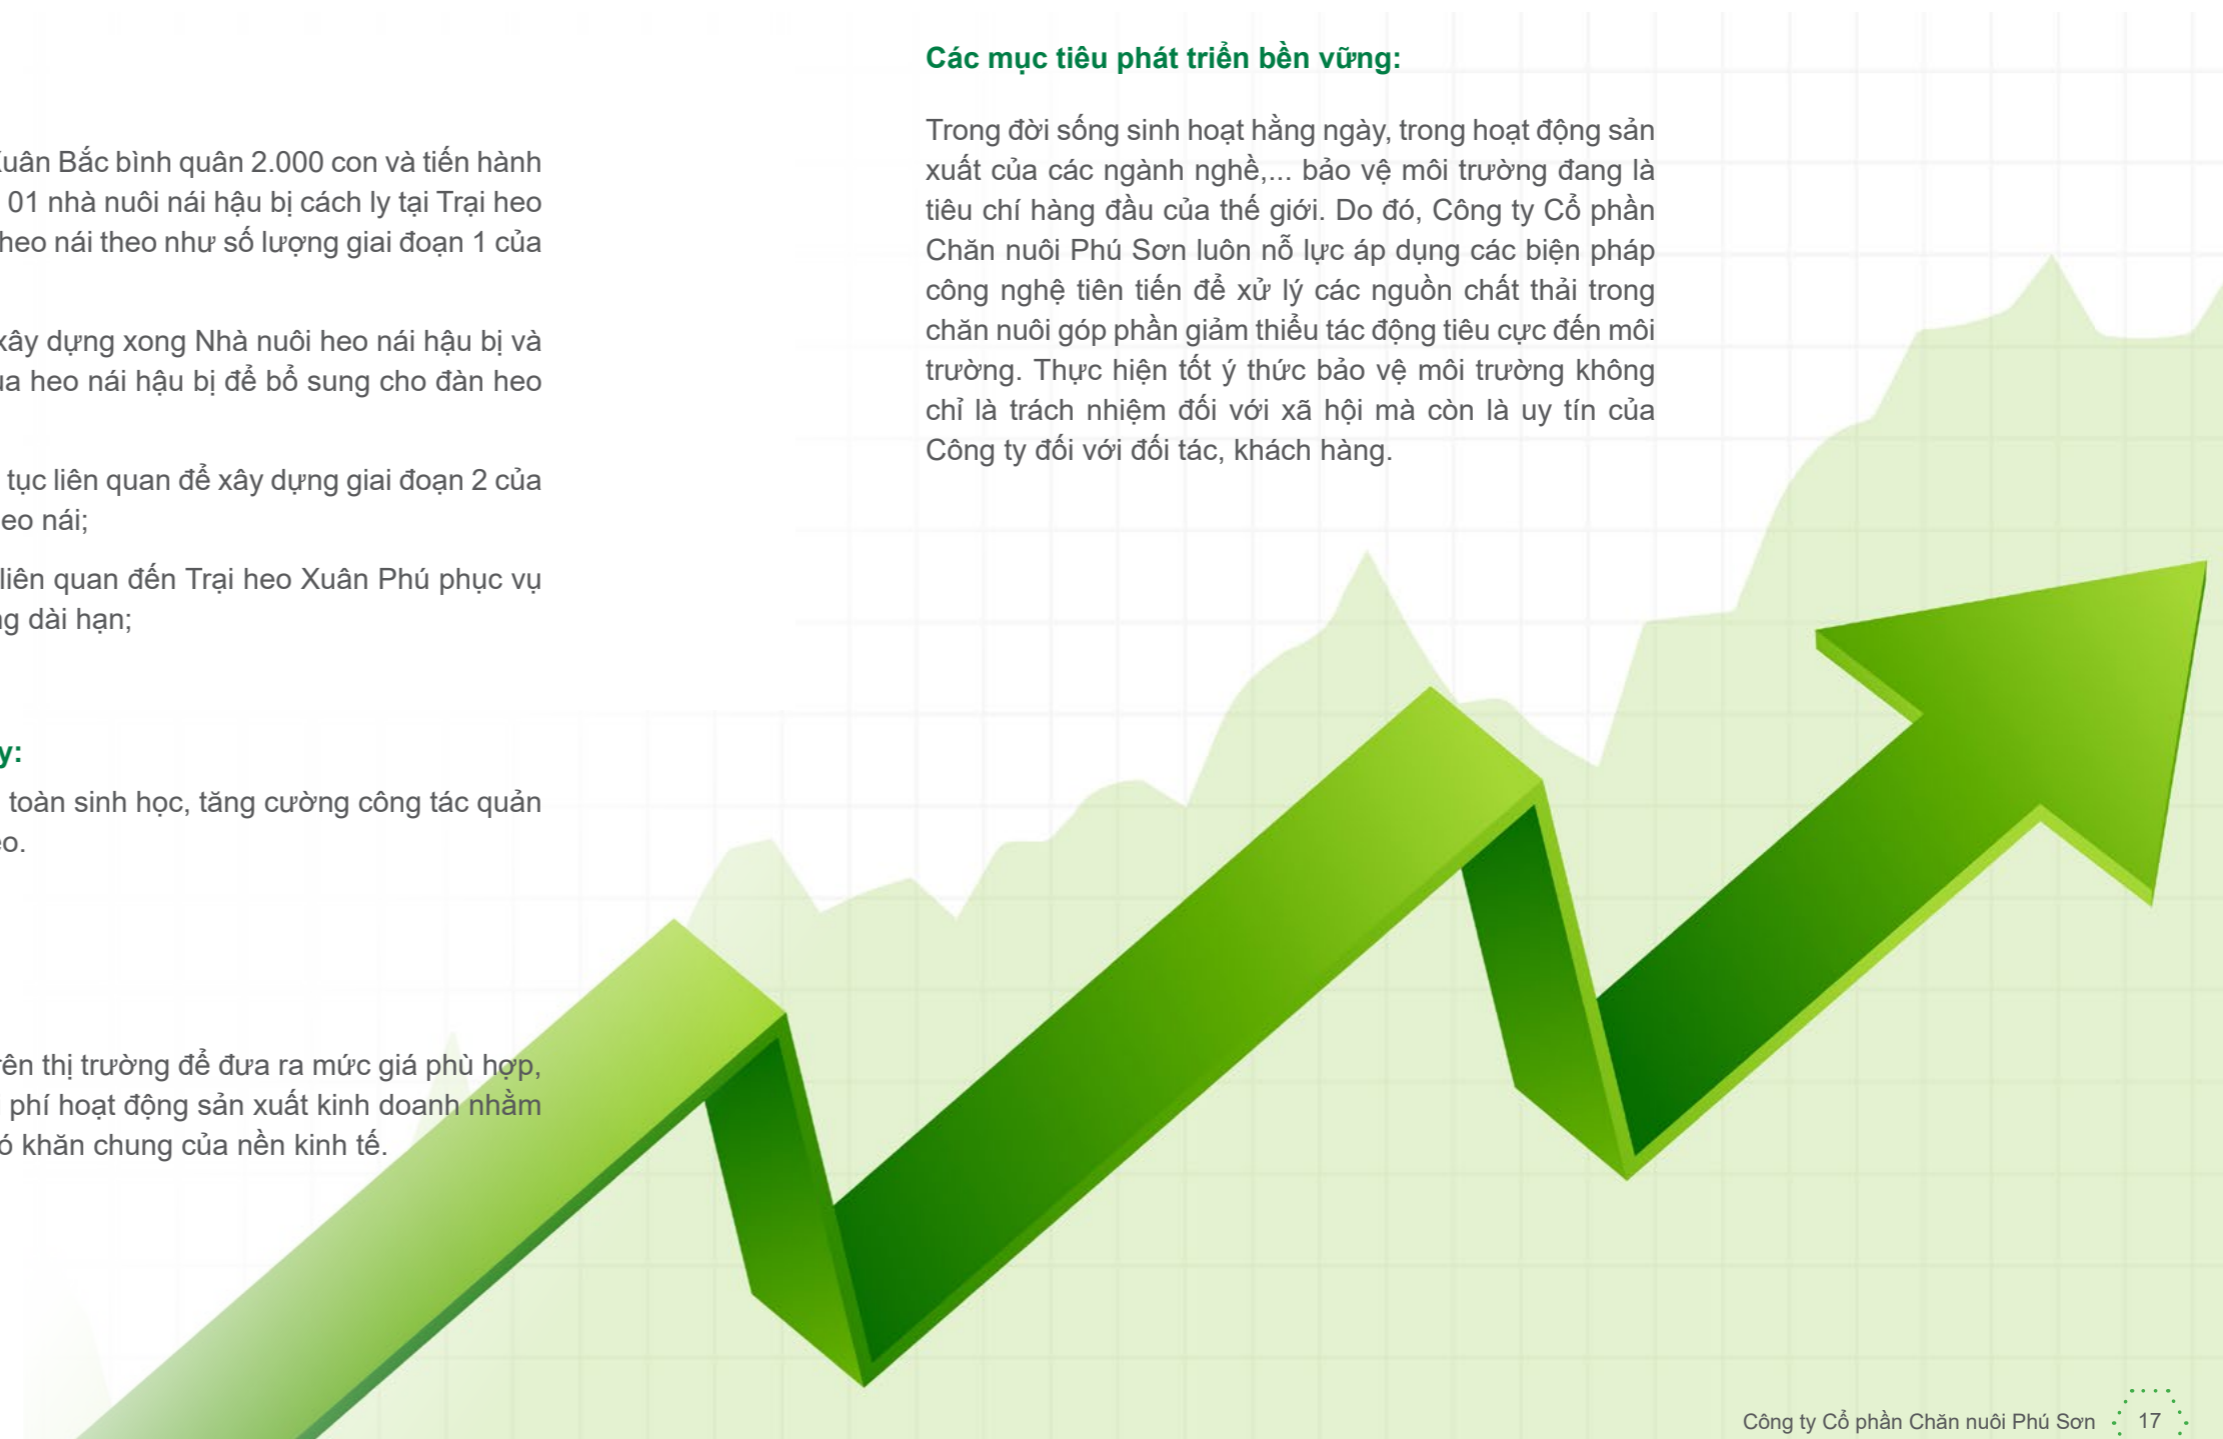 uân Bắc bình quân 2.000 con và tiến hành
01 nhà nuôi nái hậu bị cách ly tại Trại heo
heo nái theo như số lượng giai đoạn 1 của
xây dựng xong Nhà nuôi heo nái hậu bị và
ua heo nái hậu bị để bổ sung cho đàn heo
tục liên quan để xây dựng giai đoạn 2 của
eo nái;
liên quan đến Trại heo Xuân Phú phục vụ
ng dài hạn;
y:
toàn sinh học, tăng cường công tác quản
eo.
rên thị trường để đưa ra mức giá phù hợp,
phí hoạt động sản xuất kinh doanh nhằm
ó khăn chung của nền kinh tế.
Các mục tiêu phát triển bền vững:
Trong đời sống sinh hoạt hằng ngày, trong hoạt động sản
xuất của các ngành nghề,... bảo vệ môi trường đang là
tiêu chí hàng đầu của thế giới. Do đó, Công ty Cổ phần
Chăn nuôi Phú Sơn luôn nỗ lực áp dụng các biện pháp
công nghệ tiên tiến để xử lý các nguồn chất thải trong
chăn nuôi góp phần giảm thiểu tác động tiêu cực đến môi
trường. Thực hiện tốt ý thức bảo vệ môi trường không
chỉ là trách nhiệm đối với xã hội mà còn là uy tín của
Công ty đối với đối tác, khách hàng.
Công ty Cổ phần Chăn nuôi Phú Sơn 17